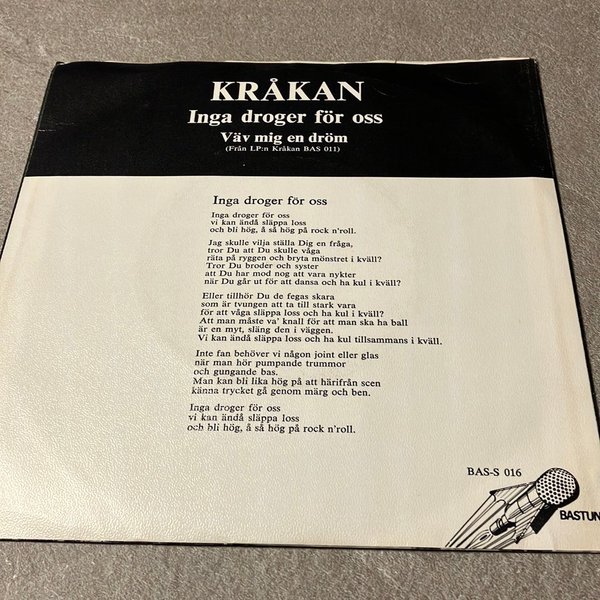 KRÅKAN
Inga droger för oss
Väv mig en dröm
(Från LP:n Kråkan BAS 011)
Inga droger för oss
Inga droger för oss
vi kan ändå släppa loss
och bli hög, å så hög på rock n'roll.
Jag skulle vilja ställa Dig en fråga,
tror Du att Du skulle våga
räta på ryggen och bryta mönstret i kväll?
Tror Du broder och syster
att Du har mod nog att vara nykter
när Du går ut för att dansa och ha kul i kväll?
Eller tillhör Du de fegas skara
som är tvungen att ta till stark vara
för att våga släppa loss och ha kul i kväll?
Att man måste va' knall för att man ska ha ball
är en myt, släng den i väggen.
Vi kan ändå släppa loss och ha kul tillsammans i kväll.
Inte fan behöver vi någon joint eller glas
när man hör pumpande trummor
och gungande bas.
Man kan bli lika hög på att härifrån scen
känna trycket gå genom märg och ben.
Inga droger för oss
vi kan ändå släppa loss
och bli hög, å så hög på rock n'roll.
BAS-S 016
BASTUN